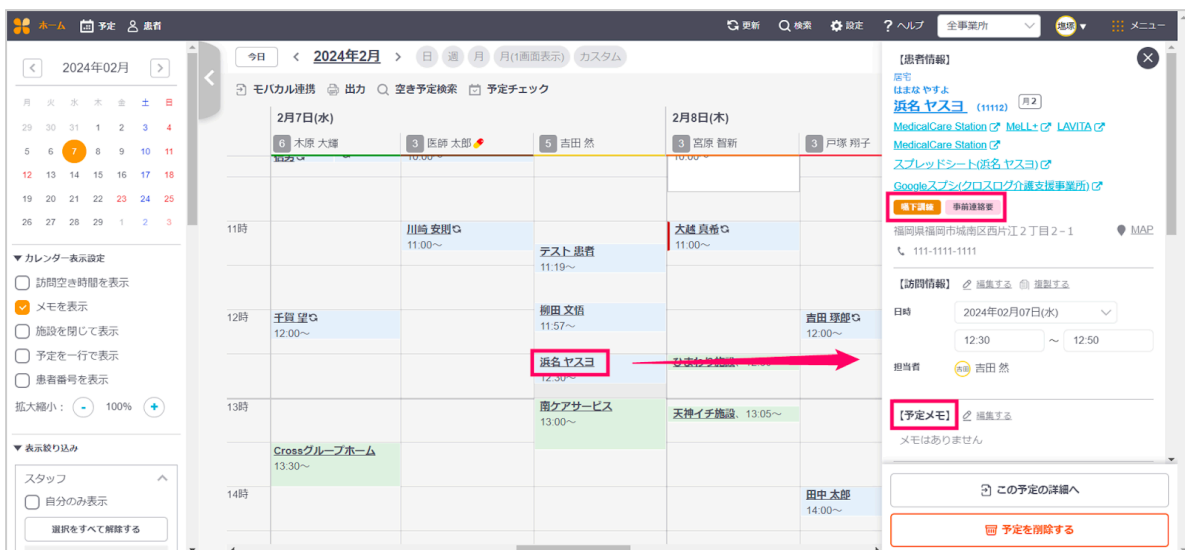 ホーム 予定 患者 更新 検索 設定 ? ヘルプ 全事業所 塩塚 メニュー
2024年02月
月 火 水 木 金 土 日
29 30 31 1 2 3 4
5 6 7 8 9 10 11
12 13 14 15 16 17 18
19 20 21 22 23 24 25
26 27 28 29 1 2 3
▼ カレンダー表示設定
訪問空き時間を表示
メモを表示
施設を閉じて表示
予定を一行で表示
患者番号を表示
拡大縮小： - 100% +
▼ 表示絞り込み
スタッフ
自分のみ表示
選択をすべて解除する
今日 < 2024年2月 > 日 週 月 月(1画面表示) カスタム
モバカル連携 出力 空き予定検索 予定チェック
2月7日(水) 2月8日(木)
6 木原 大輝 3 医師 太郎 5 吉田 然 3 宮原 智新 3 戸塚 翔子
11時
川崎 安則
11:00～
テスト 患者
11:19～
大越 真希
11:00～
12時
千賀 望
12:00～
柳田 文悟
11:57～
吉田 琢郎
12:00～
浜名 ヤスヨ
12:30～
ひまわり施設
13時
南ケアサービス
13:00～
天神イチ施設, 13:05～
Crossグループホーム
13:30～
14時
田中 太郎
14:00～
【患者情報】
居宅
はまな やすよ
浜名 ヤスヨ (11112) 月2
MedicalCare Station MeLL+ LAVITA
MedicalCare Station
スプレッドシート(浜名 ヤスヨ)
Googleスプシ(クロスログ介護支援事業所)
嚥下訓練 事前連絡要
福岡県福岡市城南区西片江２丁目２−１ MAP
111-1111-1111
【訪問情報】 編集する 複製する
日時 2024年02月07日(水)
12:30 ～ 12:50
担当者 吉田 吉田 然
【予定メモ】 編集する
メモはありません
この予定の詳細へ
予定を削除する